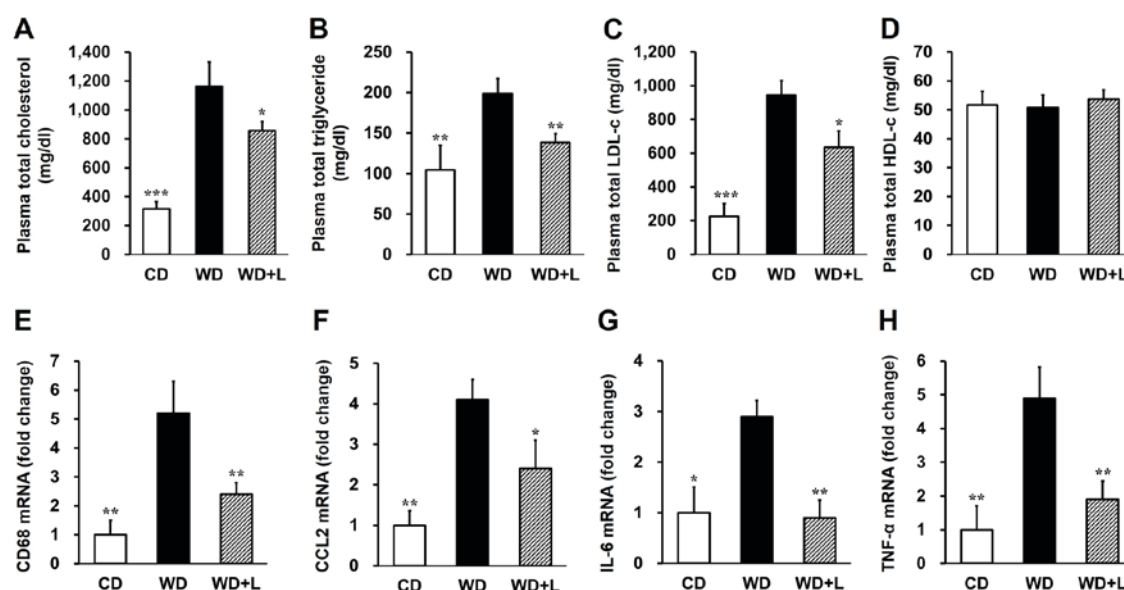 A
Plasma total cholesterol
(mg/dl)
1,400
1,200
1,000
800
600
400
200
0
***
*
CD WD WD+L
B
Plasma total triglyceride
(mg/dl)
250
200
150
100
50
0
**
**
CD WD WD+L
C
Plasma total LDL-c (mg/dl)
1,200
1,000
800
600
400
200
0
***
*
CD WD WD+L
D
Plasma total HDL-c (mg/dl)
70
60
50
40
30
20
10
0
CD WD WD+L
E
CD68 mRNA (fold change)
7
6
5
4
3
2
1
0
**
**
CD WD WD+L
F
CCL2 mRNA (fold change)
5
4
3
2
1
0
**
*
CD WD WD+L
G
IL-6 mRNA (fold change)
4
3
2
1
0
*
**
CD WD WD+L
H
TNF-α mRNA (fold change)
6
5
4
3
2
1
0
**
**
CD WD WD+L